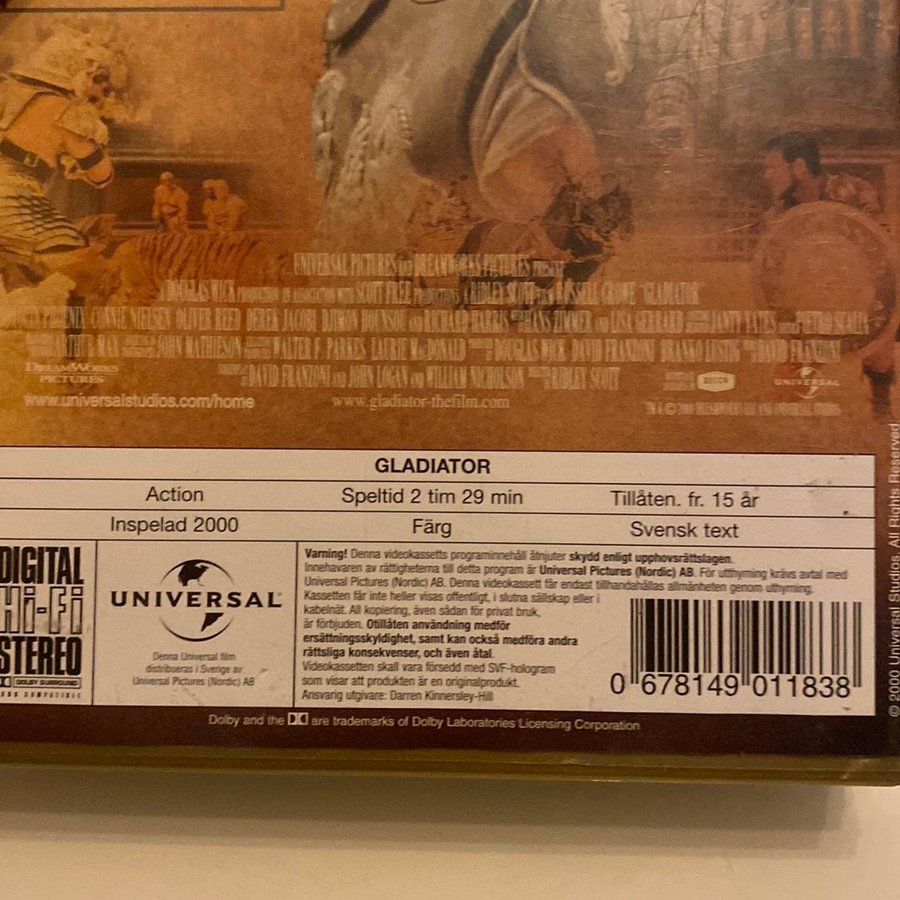 UNIVERSAL PICTURES AND DREAMWORKS PICTURES PRESENT
A DOUGLAS WICK PRODUCTION IN ASSOCIATION WITH SCOTT FREE PRODUCTIONS A RIDLEY SCOTT FILM RUSSELL CROWE "GLADIATOR"
CONNIE NIELSEN OLIVER REED DEREK JACOBI DJIMON HOUNSOU AND RICHARD HARRIS HANS ZIMMER AND LISA GERRARD JANTY YATES PIETRO SCALIA
ARTHUR MAX JOHN MATHIESON WALTER F. PARKES LAURIE MacDONALD DOUGLAS WICK DAVID FRANZONI BRANKO LUSTIG DAVID FRANZONI
DAVID FRANZONI AND JOHN LOGAN AND WILLIAM NICHOLSON RIDLEY SCOTT
DREAMWORKS
PICTURES
DECCA
UNIVERSAL
www.universalstudios.com/home
www.gladiator-thefilm.com
TM & © 2000 DREAMWORKS LLC AND UNIVERSAL STUDIOS
GLADIATOR
Action Speltid 2 tim 29 min Tillåten. fr. 15 år
Inspelad 2000 Färg Svensk text
DIGITAL
Hi-Fi
STEREO
DOLBY SURROUND
UNIVERSAL
Denna Universal film
distribueras i Sverige av
Universal Pictures (Nordic) AB
Varning! Denna videokassetts programinnehåll åtnjuter skydd enligt upphovsrättslagen.
Innehavaren av rättigheterna till detta program är Universal Pictures (Nordic) AB. För uthyrning krävs avtal med
Universal Pictures (Nordic) AB. Denna videokassett får endast tillhandahållas allmänheten genom uthyrning.
Kassetten får inte heller visas offentligt, i slutna sällskap eller i
kabelnät. All kopiering, även sådan för privat bruk,
är förbjuden. Otillåten användning medför
ersättningsskyldighet, samt kan också medföra andra
rättsliga konsekvenser, och även åtal.
Videokassetten skall vara försedd med SVF-hologram
som visar att produkten är en originalprodukt.
Ansvarig utgivare: Darren Kinnersley-Hill
0 678149 011838
Dolby and the are trademarks of Dolby Laboratories Licensing Corporation
© 2000 Universal Studios. All Rights Reserved